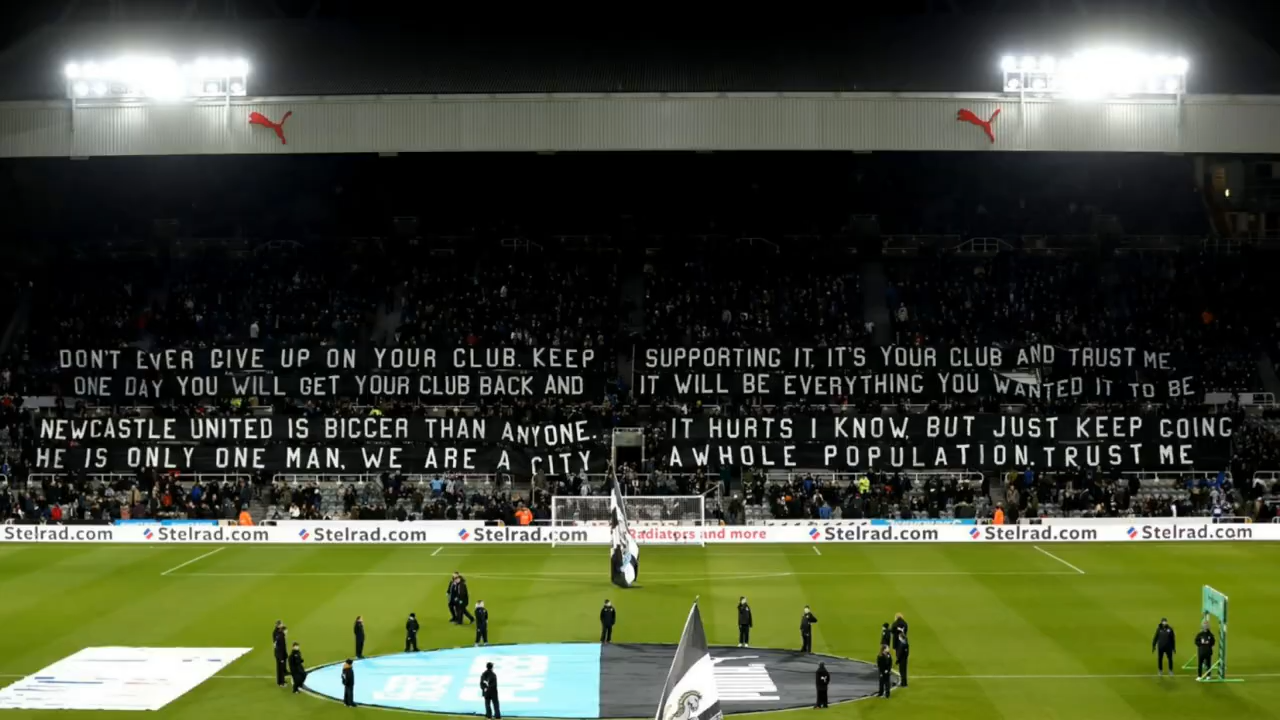 DON'T EVER GIVE UP ON YOUR CLUB. KEEP SUPPORTING IT, IT'S YOUR CLUB AND TRUST ME,
ONE DAY YOU WILL GET YOUR CLUB BACK AND IT WILL BE EVERYTHING YOU WANTED IT TO BE
NEWCASTLE UNITED IS BIGGER THAN ANYONE. IT HURTS I KNOW, BUT JUST KEEP GOING
HE IS ONLY ONE MAN, WE ARE A CITY A WHOLE POPULATION. TRUST ME
Stelrad.com Stelrad.com Stelrad.com Stelrad.com Radiators and more Stelrad.com Stelrad.com Stelrad.com